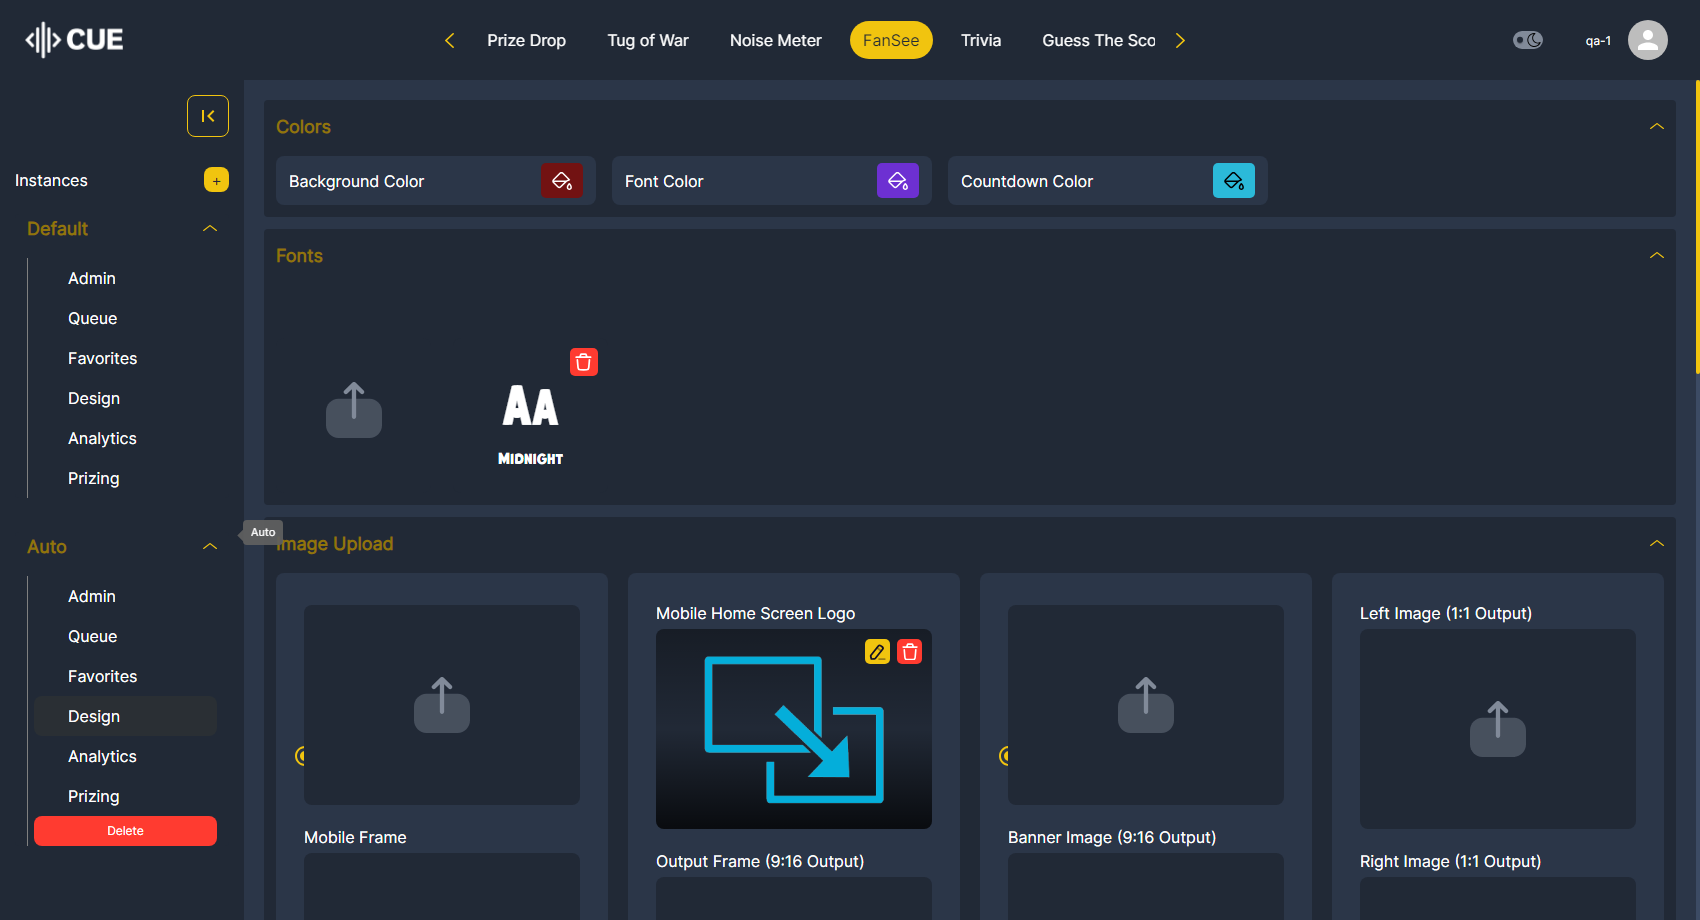 CUE
Prize Drop
Tug of War
Noise Meter
FanSee
Trivia
Guess The Sco
qa-1
Instances
+
Default
Admin
Queue
Favorites
Design
Analytics
Prizing
Auto
Admin
Queue
Favorites
Design
Analytics
Prizing
Delete
Auto
Colors
Background Color
Font Color
Countdown Color
Fonts
AA
MIDNIGHT
Image Upload
Mobile Home Screen Logo
Left Image (1:1 Output)
Mobile Frame
Output Frame (9:16 Output)
Banner Image (9:16 Output)
Right Image (1:1 Output)